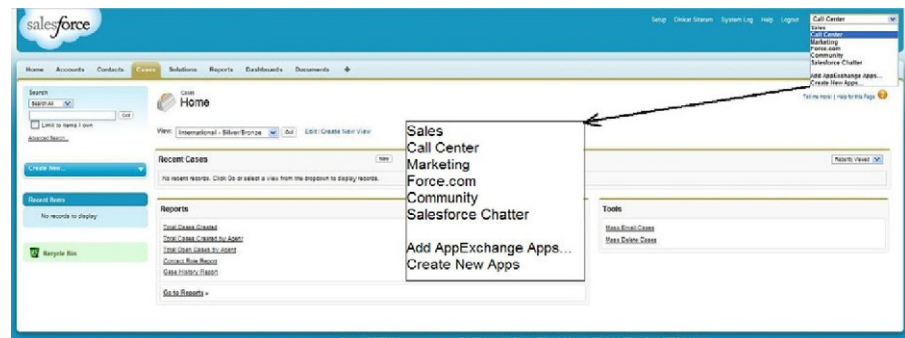 salesforce
Setup Onkar Sitaram System Log Help Logout Call Center
Sales
Call Center
Marketing
Force.com
Community
Salesforce Chatter
Add AppExchange Apps...
Create New Apps...
Home Accounts Contacts Cases Solutions Reports Dashboards Documents +
Search
Search All
Go!
Limit to items I own
Advanced Search...
Create New...
Recent Items
No records to display
Recycle Bin
Cases
Home
Tell me more! | Help for this Page
View: International - Silver/Bronze Go! Edit | Create New View
Recent Cases New Recently Viewed
No recent records. Click Go or select a view from the dropdown to display records.
Reports
Total Cases Created
Total Cases Created by Agent
Total Open Cases by Agent
Contact Role Report
Case History Report
Go to Reports »
Sales
Call Center
Marketing
Force.com
Community
Salesforce Chatter
Add AppExchange Apps...
Create New Apps
Tools
Mass Email Cases
Mass Delete Cases